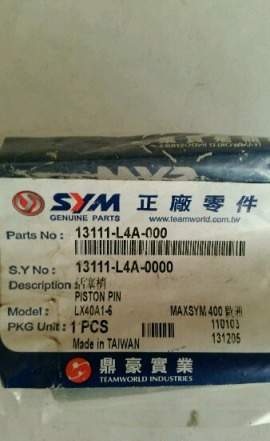 SYM 正廠零件
GENUINE PARTS www.teamworld.com.tw
Parts No : 13111-L4A-000
S.Y No : 13111-L4A-0000
Description : 活塞梢
PISTON PIN
Model : LX40A1-6 MAXSYM 400 歐洲
PKG Unit : 1 PCS 110103
Made in TAIWAN 131205
鼎豪實業
TEAMWORLD INDUSTRIES